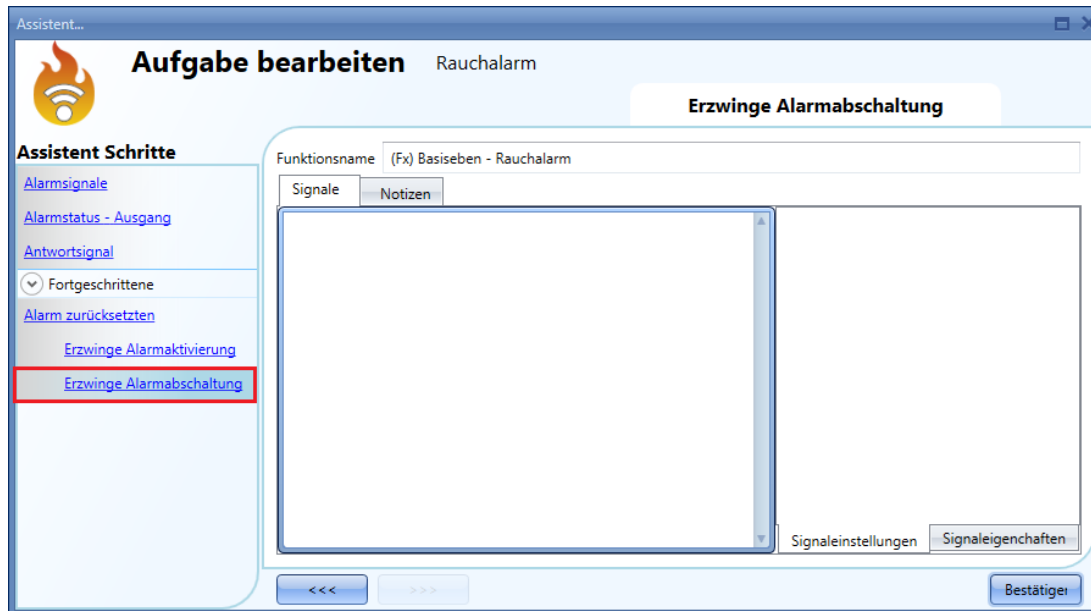 Assistent...
Aufgabe bearbeiten Rauchalarm
Erzwinge Alarmabschaltung
Assistent Schritte
Alarmsignale
Alarmstatus - Ausgang
Antwortsignal
Fortgeschrittene
Alarm zurücksetzten
Erzwinge Alarmaktivierung
Erzwinge Alarmabschaltung
Funktionsname (Fx) Basiseben - Rauchalarm
Signale Notizen
Signaleinstellungen Signaleigenchaften
<<< >>> Bestätiger